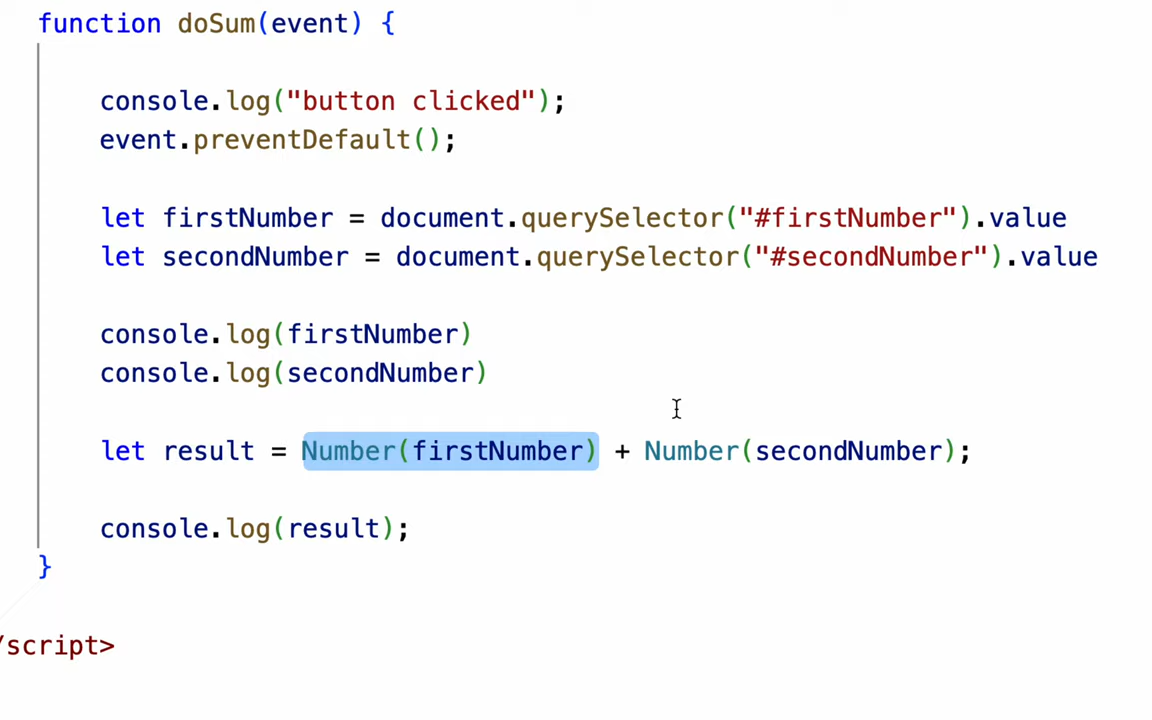 function doSum(event) {
console.log("button clicked");
event.preventDefault();
let firstNumber = document.querySelector("#firstNumber").value
let secondNumber = document.querySelector("#secondNumber").value
console.log(firstNumber)
console.log(secondNumber)
let result = Number(firstNumber) + Number(secondNumber);
console.log(result);
}
/script>